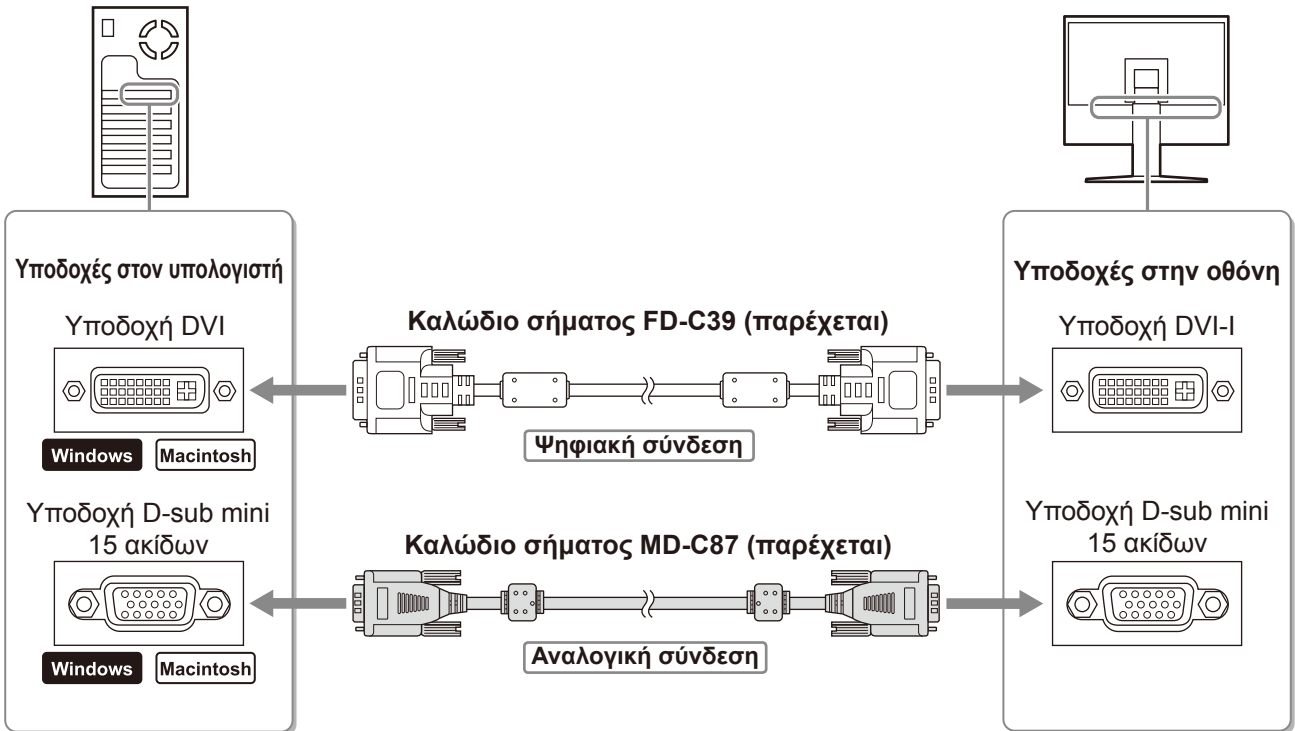 Υποδοχές στον υπολογιστή
Υποδοχή DVI
Windows Macintosh
Υποδοχή D-sub mini
15 ακίδων
Windows Macintosh
Καλώδιο σήματος FD-C39 (παρέχεται)
Ψηφιακή σύνδεση
Καλώδιο σήματος MD-C87 (παρέχεται)
Αναλογική σύνδεση
Υποδοχές στην οθόνη
Υποδοχή DVI-I
Υποδοχή D-sub mini
15 ακίδων